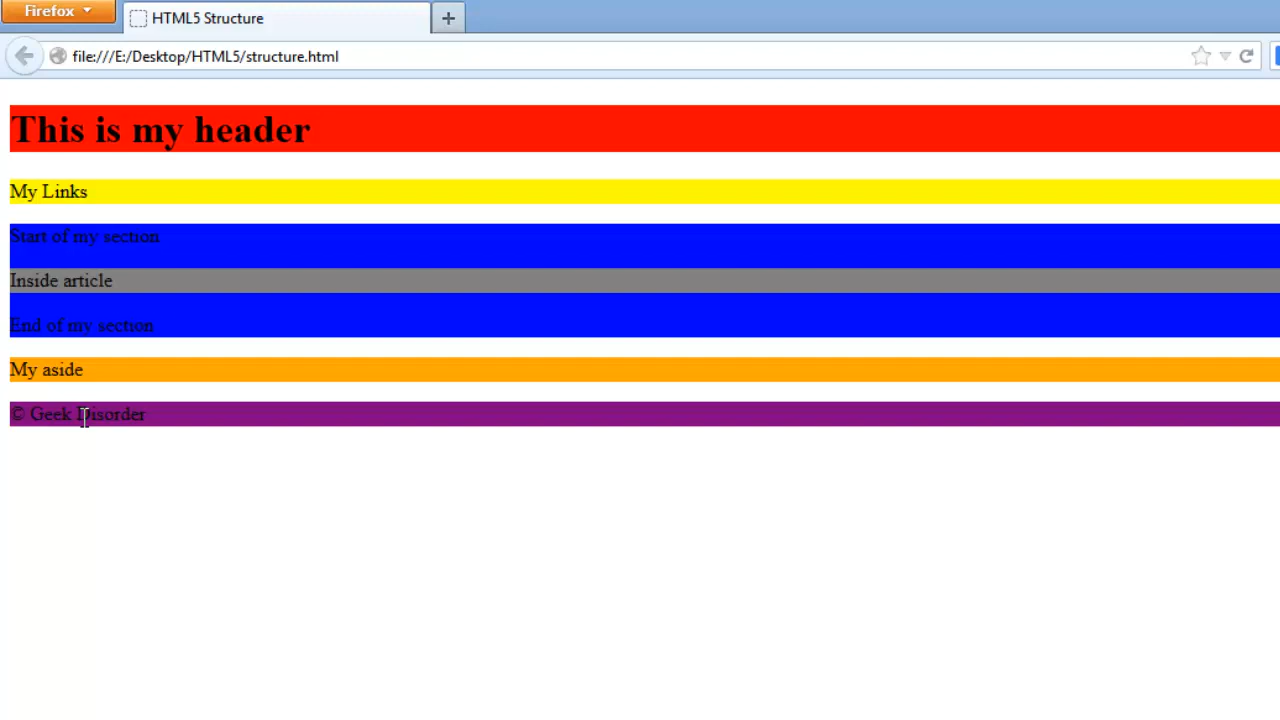 Firefox
HTML5 Structure
file:///E:/Desktop/HTML5/structure.html
This is my header
My Links
Start of my section
Inside article
End of my section
My aside
© Geek Disorder